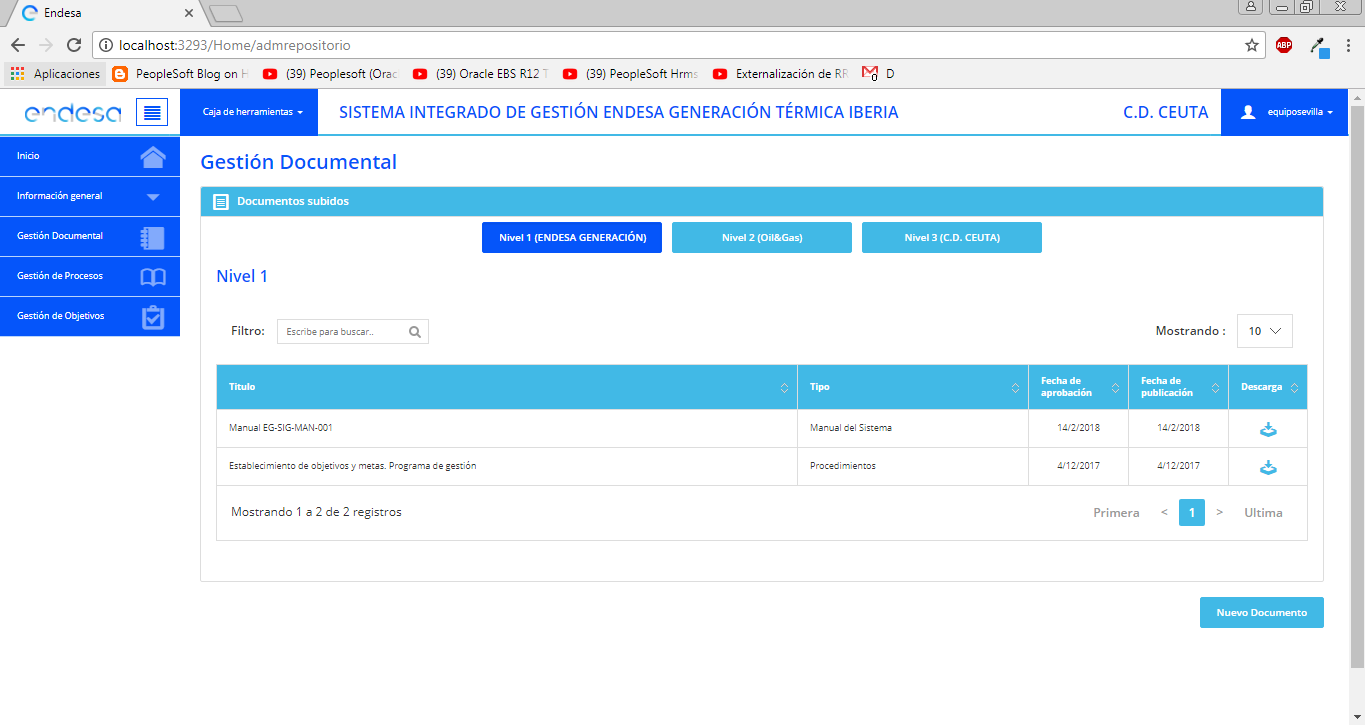 Endesa
localhost:3293/Home/admrepositorio
ABP
Aplicaciones
PeopleSoft Blog on H
(39) Peoplesoft (Orac
(39) Oracle EBS R12 T
(39) PeopleSoft Hrms
Externalización de RR
0 D
endesa
Caja de herramientas
SISTEMA INTEGRADO DE GESTIÓN ENDESA GENERACIÓN TÉRMICA IBERIA
C.D. CEUTA
equiposevilla
Inicio
Información general
Gestión Documental
Gestión de Procesos
Gestión de Objetivos
Gestión Documental
Documentos subidos
Nivel 1 (ENDESA GENERACIÓN) Nivel 2 (Oil&Gas) Nivel 3 (C.D. CEUTA)
Nivel 1
Filtro: Escribe para buscar.. Mostrando : 10
Titulo Tipo Fecha de aprobación Fecha de publicación Descarga
Manual EG-SIG-MAN-001 Manual del Sistema 14/2/2018 14/2/2018
Establecimiento de objetivos y metas. Programa de gestión Procedimientos 4/12/2017 4/12/2017
Mostrando 1 a 2 de 2 registros Primera < 1 > Ultima
Nuevo Documento